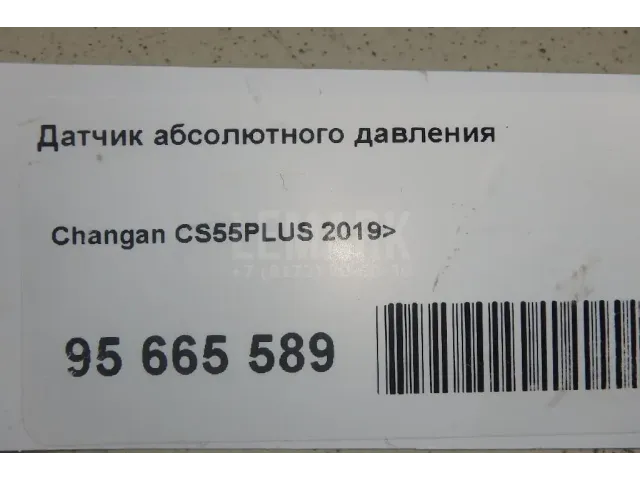 Датчик абсолютного давления
Changan CS55PLUS 2019>
95 665 589